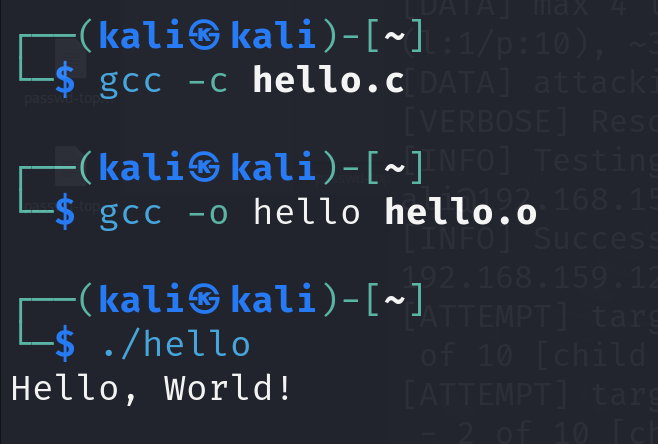 ┌──(kali㉿kali)-[~]
└─$ gcc -c hello.c
┌──(kali㉿kali)-[~]
└─$ gcc -o hello hello.o
┌──(kali㉿kali)-[~]
└─$ ./hello
Hello, World!
[DATA] max 4
:1/p:10), ~
[DATA] attacki
[VERBOSE] Reso
[INFO] Testing
192.168.15
[INFO] Success
192.168.159.12
[ATTEMPT] targ
of 10 [child
[ATTEMPT] targ
- 2 of 10 [ch